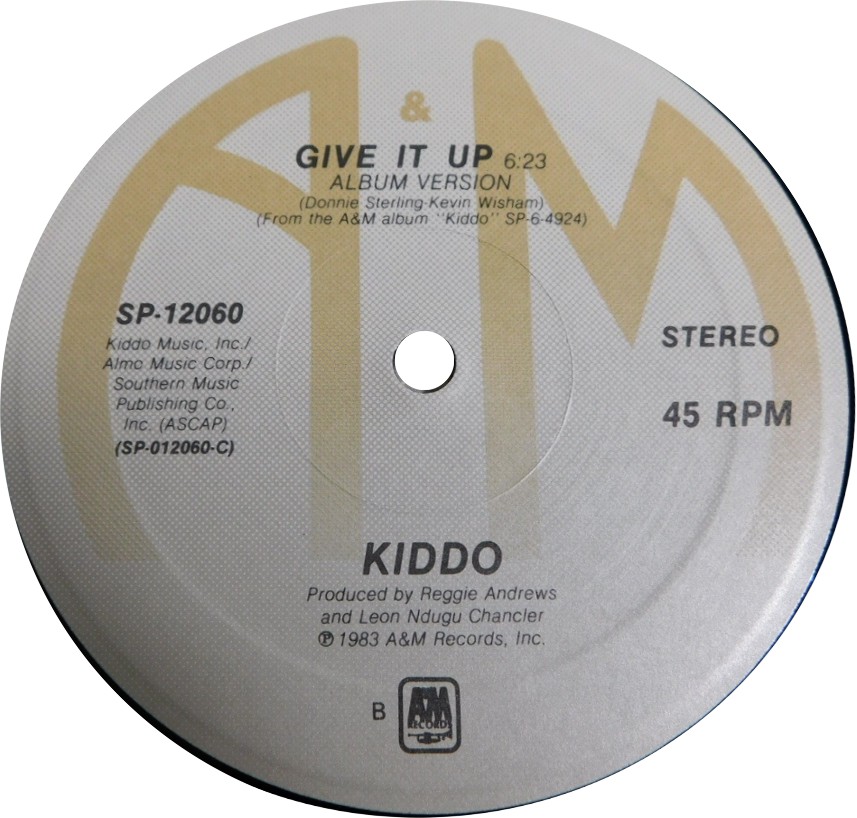 A & M
GIVE IT UP 6:23
ALBUM VERSION
(Donnie Sterling-Kevin Wisham)
(From the A&M album "Kiddo" SP-6-4924)
SP-12060
Kiddo Music, Inc./
Almo Music Corp./
Southern Music
Publishing Co.,
Inc. (ASCAP)
(SP-012060-C)
STEREO
45 RPM
KIDDO
Produced by Reggie Andrews
and Leon Ndugu Chancler
℗ 1983 A&M Records, Inc.
B
A&M
RECORDS